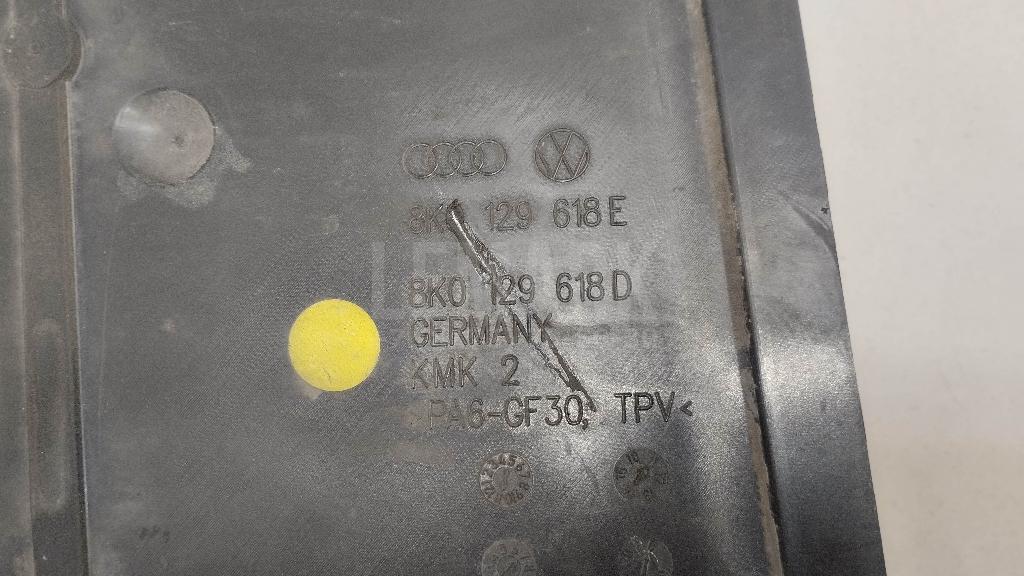 8K0 129 618 E
8K0 129 618 D
GERMANY
KMK 2
>PA6-GF30, TPV<